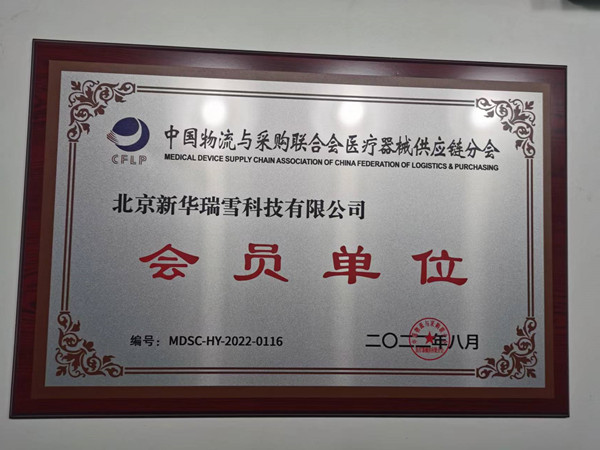 CFLP
中国物流与采购联合会医疗器械供应链分会
MEDICAL DEVICE SUPPLY CHAIN ASSOCIATION OF CHINA FEDERATION OF LOGISTICS & PURCHASING
北京新华瑞雪科技有限公司
会员单位
编号：MDSC-HY-2022-0116
二〇二二年八月